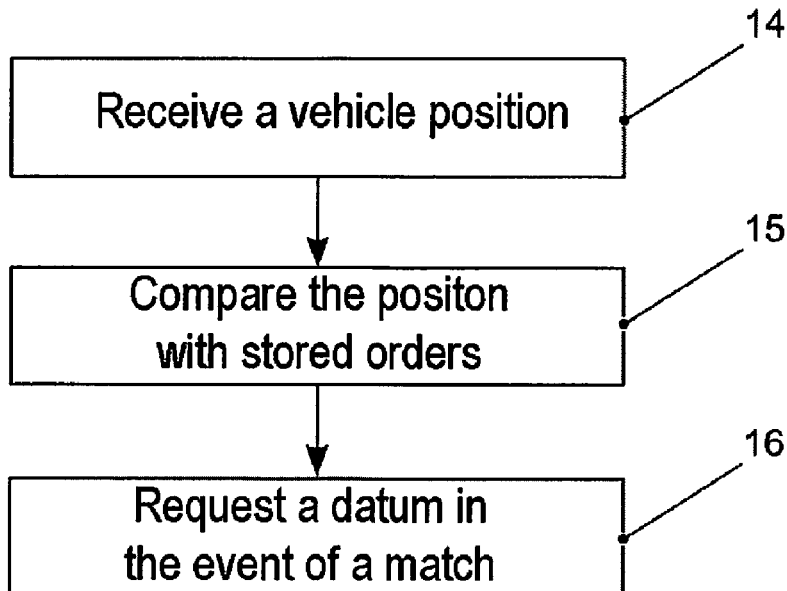 14
Receive a vehicle position
15
Compare the positon
with stored orders
16
Request a datum in
the event of a match